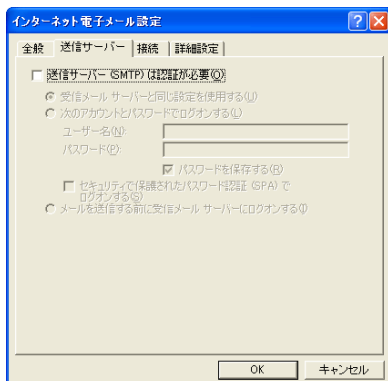 インターネット電子メール設定
全般 送信サーバー 接続 詳細設定
送信サーバー (SMTP) は認証が必要(O)
受信メール サーバーと同じ設定を使用する(U)
次のアカウントとパスワードでログオンする(L)
ユーザー名(N):
パスワード(P):
パスワードを保存する(R)
セキュリティで保護されたパスワード認証 (SPA) で
ログオンする(S)
メールを送信する前に受信メール サーバーにログオンする(I)
OK キャンセル